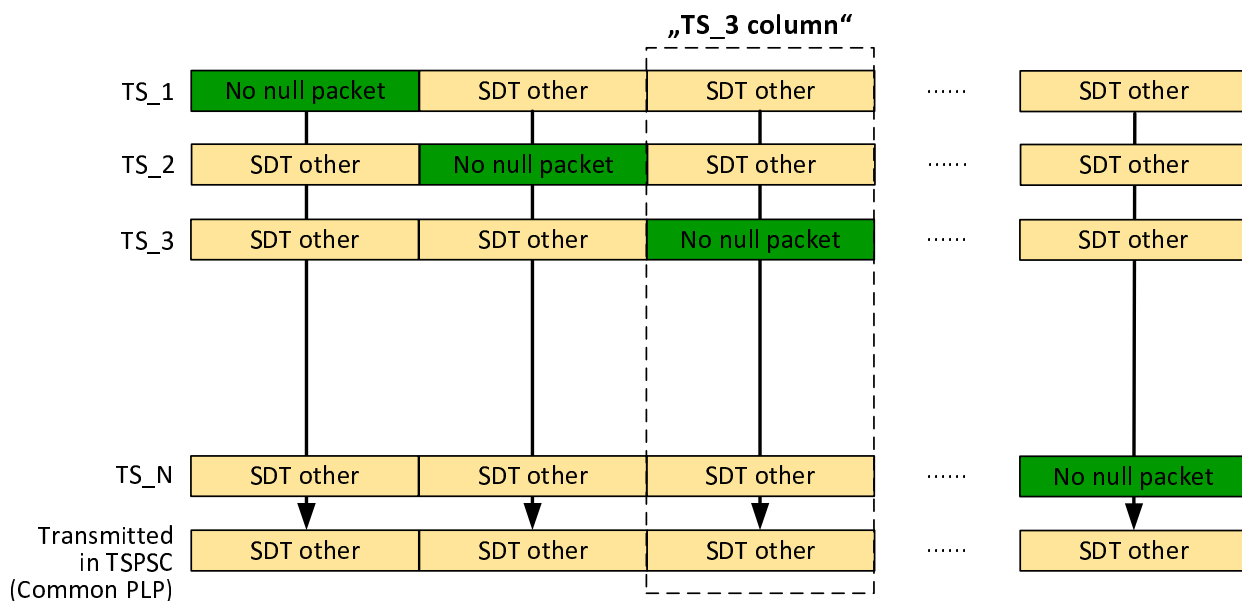 „TS_3 column“
TS_1 No null packet SDT other SDT other ...... SDT other
TS_2 SDT other No null packet SDT other ...... SDT other
TS_3 SDT other SDT other No null packet ...... SDT other
TS_N SDT other SDT other SDT other ...... No null packet
Transmitted
in TSPSC SDT other SDT other SDT other ...... SDT other
(Common PLP)